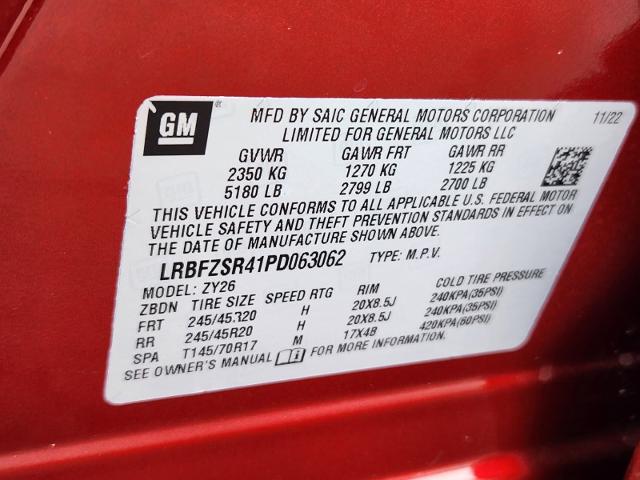 GM
MFD BY SAIC GENERAL MOTORS CORPORATION 11/22
LIMITED FOR GENERAL MOTORS LLC
GVWR GAWR FRT GAWR RR
2350 KG 1270 KG 1225 KG
5180 LB 2799 LB 2700 LB
THIS VEHICLE CONFORMS TO ALL APPLICABLE U.S. FEDERAL MOTOR
VEHICLE SAFETY AND THEFT PREVENTION STANDARDS IN EFFECT ON
THE DATE OF MANUFACTURE SHOWN ABOVE.
LRBFZSR41PD063062 TYPE: M.P.V.
MODEL: ZY26
ZBDN TIRE SIZE SPEED RTG RIM COLD TIRE PRESSURE
FRT 245/45R20 H 20X8.5J 240KPA(35PSI)
RR 245/45R20 H 20X8.5J 240KPA(35PSI)
SPA T145/70R17 M 17X4B 420KPA(60PSI)
SEE OWNER'S MANUAL FOR MORE INFORMATION.